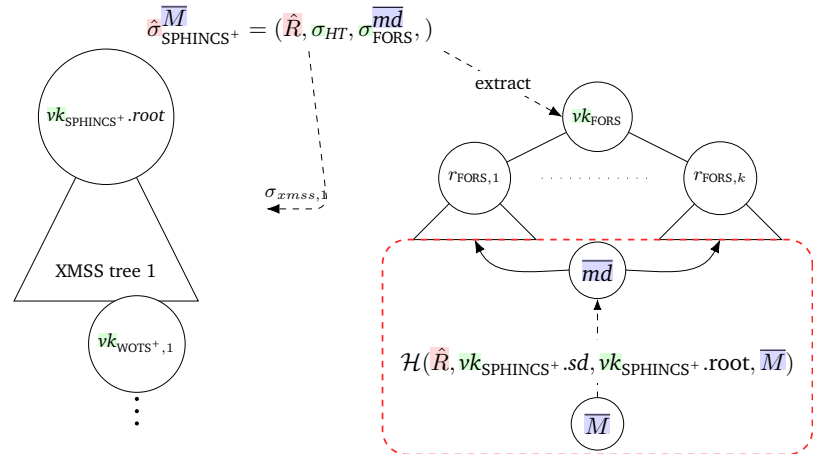 σ̂^M̅_SPHINCS⁺ = (R̂, σ_HT, σ^m̅d̅_FORS, )
extract
vk_SPHINCS⁺.root
vk_FORS
r_FORS,1
. . . . . . . . . . . . . .
r_FORS,k
σ_xmss,1
XMSS tree 1
m̅d̅
vk_WOTS⁺,1
ℋ(R̂, vk_SPHINCS⁺.sd, vk_SPHINCS⁺.root, M̅)
M̅